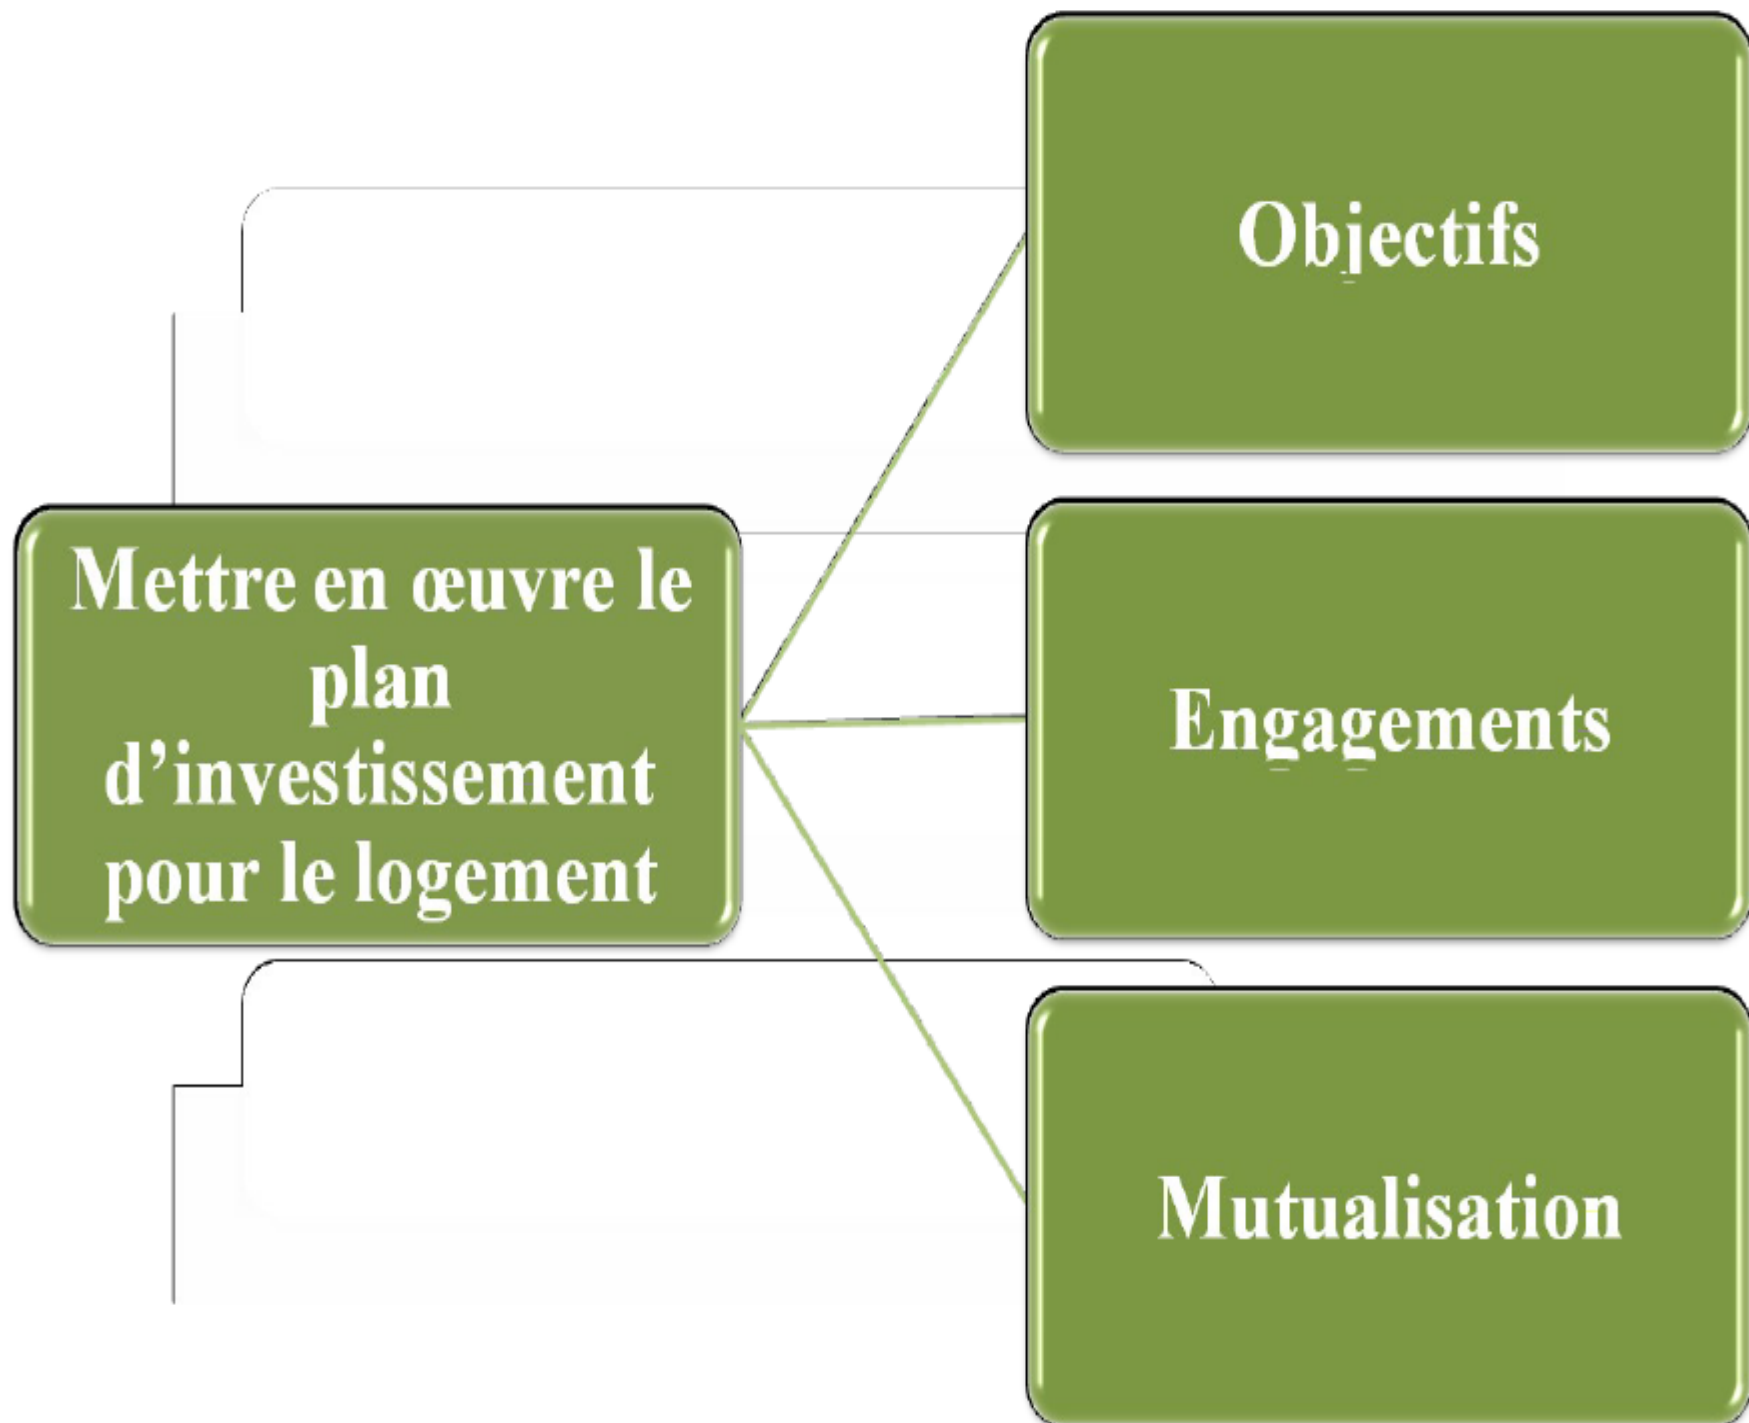 Objectifs
Mettre en œuvre le
plan
d’investissement
pour le logement
Engagements
Mutualisation